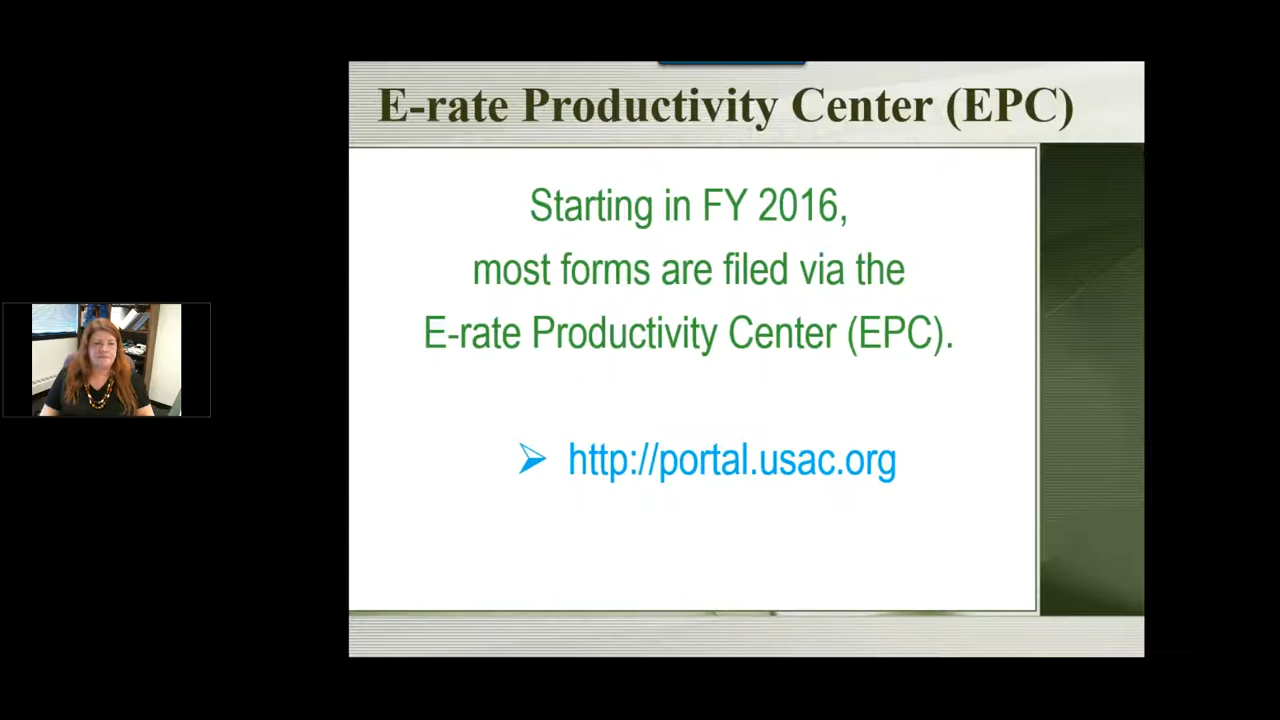 E-rate Productivity Center (EPC)
Starting in FY 2016,
most forms are filed via the
E-rate Productivity Center (EPC).
http://portal.usac.org